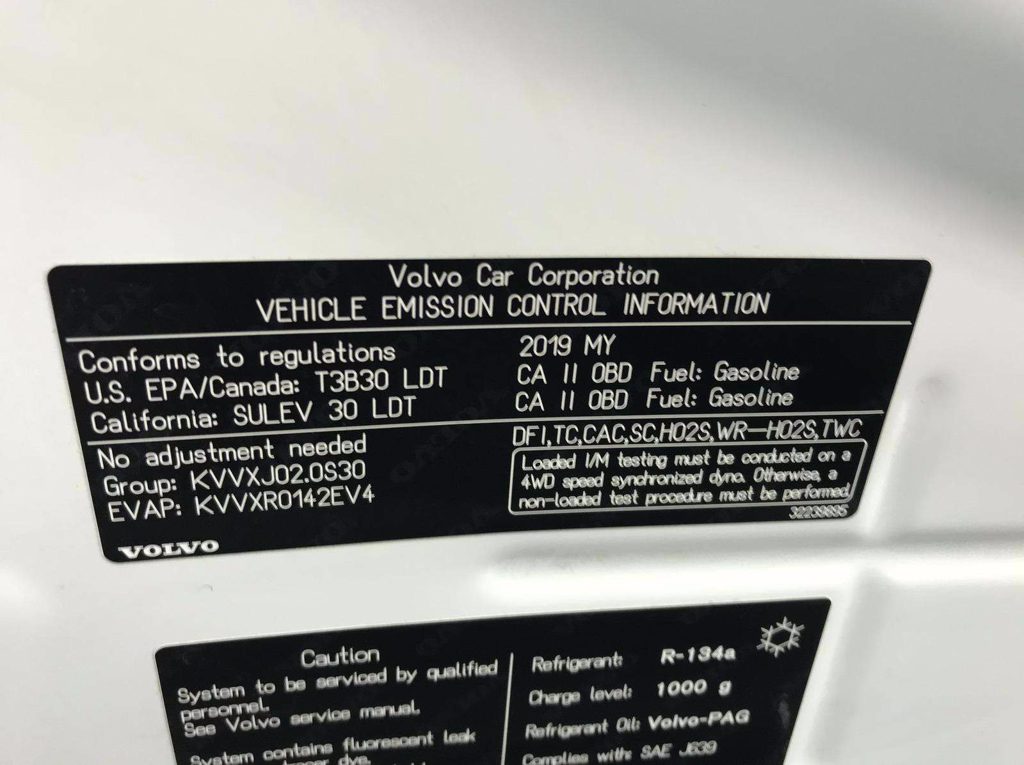 Volvo Car Corporation
VEHICLE EMISSION CONTROL INFORMATION
Conforms to regulations
U.S. EPA/Canada: T3B30 LDT
California: SULEV 30 LDT
2019 MY
CA II OBD Fuel: Gasoline
CA II OBD Fuel: Gasoline
No adjustment needed
Group: KVVXJ02.0S30
EVAP: KVVXR0142EV4
DFI,TC,CAC,SC,HO2S,WR-HO2S,TWC
Loaded I/M testing must be conducted on a
4WD speed synchronized dyno. Otherwise, a
non-loaded test procedure must be performed
32239895
VOLVO
Caution
System to be serviced by qualified
personnel.
See Volvo service manual.
System contains fluorescent leak
tracer dye.
Refrigerant: R-134a
Charge level: 1000 g
Refrigerant Oil: Volvo-PAG
Complies with: SAE J639